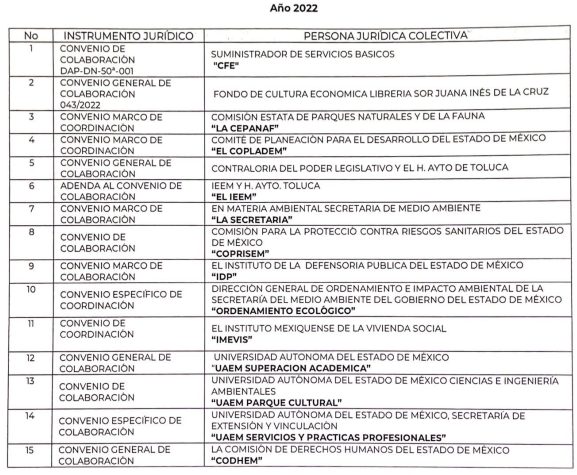 Año 2022
No INSTRUMENTO JURÍDICO PERSONA JURÍDICA COLECTIVA
1 CONVENIO DE
COLABORACIÓN
DAP-DN-50ª-001
SUMINISTRADOR DE SERVICIOS BASICOS
"CFE"
2 CONVENIO GENERAL DE
COLABORACIÓN
043/2022
FONDO DE CULTURA ECONOMICA LIBRERIA SOR JUANA INÉS DE LA CRUZ
3 CONVENIO MARCO DE
COORDINACIÓN
COMISIÓN ESTATA DE PARQUES NATURALES Y DE LA FAUNA
"LA CEPANAF"
4 CONVENIO MARCO DE
COORDINACIÓN
COMITÉ DE PLANEACIÓN PARA EL DESARROLLO DEL ESTADO DE MÉXICO
"EL COPLADEM"
5 CONVENIO GENERAL DE
COLABORACIÓN
CONTRALORIA DEL PODER LEGISLATIVO Y EL H. AYTO DE TOLUCA
6 ADENDA AL CONVENIO DE
COLABORACIÓN
IEEM Y H. AYTO. TOLUCA
"EL IEEM"
7 CONVENIO MARCO DE
COLABORACIÓN
EN MATERIA AMBIENTAL SECRETARIA DE MEDIO AMBIENTE
"LA SECRETARIA"
8 CONVENIO DE
COLABORACIÓN
COMISIÓN PARA LA PROTECCIÓ CONTRA RIESGOS SANITARIOS DEL ESTADO
DE MÉXICO
"COPRISEM"
9 CONVENIO MARCO DE
COLABORACIÓN
EL INSTITUTO DE LA DEFENSORIA PUBLICA DEL ESTADO DE MÉXICO
"IDP"
10 CONVENIO ESPECÍFICO DE
COORDINACIÓN
DIRECCIÓN GENERAL DE ORDENAMIENTO E IMPACTO AMBIENTAL DE LA
SECRETARÍA DEL MEDIO AMBIENTE DEL GOBIERNO DEL ESTADO DE MÉXICO
"ORDENAMIENTO ECOLÓGICO"
11 CONVENIO DE
COORDINACIÓN
EL INSTITUTO MEXIQUENSE DE LA VIVIENDA SOCIAL
"IMEVIS"
12 CONVENIO GENERAL DE
COLABORACIÓN
UNIVERSIDAD AUTONOMA DEL ESTADO DE MÉXICO
"UAEM SUPERACION ACADEMICA"
13 CONVENIO DE
COLABORACIÓN
UNIVERSIDAD AUTÓNOMA DEL ESTADO DE MÉXICO CIENCIAS E INGENIERÍA
AMBIENTALES
"UAEM PARQUE CULTURAL"
14 CONVENIO ESPECÍFICO DE
COLABORACIÓN
UNIVERSIDAD AUTÓNOMA DEL ESTADO DE MÉXICO, SECRETARÍA DE
EXTENSIÓN Y VINCULACIÓN
"UAEM SERVICIOS Y PRACTICAS PROFESIONALES"
15 CONVENIO GENERAL DE
COLABORACIÓN
LA COMISIÓN DE DERECHOS HUMANOS DEL ESTADO DE MÉXICO
"CODHEM"